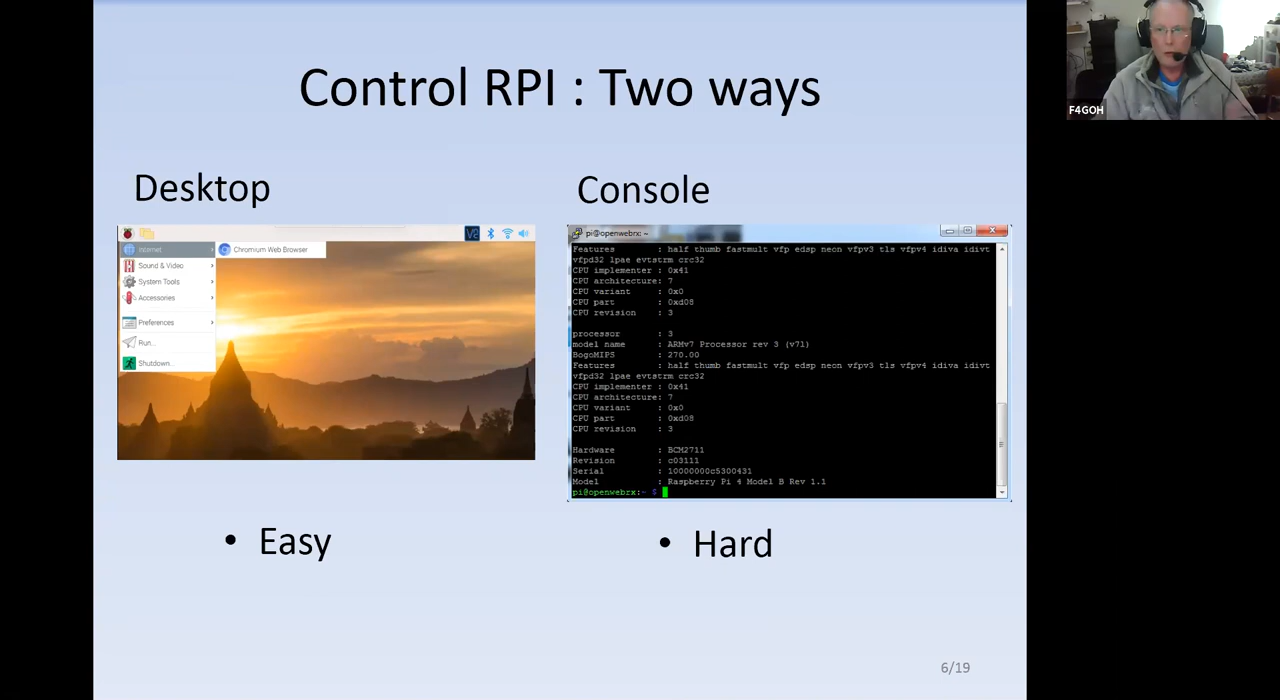 Control RPI : Two ways
F4GOH
Desktop
Console
Internet
Chromium Web Browser
Sound & Video
System Tools
Accessories
Preferences
Run...
Shutdown...
pi@openwebrx: ~
Features : half thumb fastmult vfp edsp neon vfpv3 tls vfpv4 idiva idivt
vfpd32 lpae evtstrm crc32
CPU implementer : 0x41
CPU architecture: 7
CPU variant : 0x0
CPU part : 0xd08
CPU revision : 3
processor : 3
model name : ARMv7 Processor rev 3 (v7l)
BogoMIPS : 270.00
Features : half thumb fastmult vfp edsp neon vfpv3 tls vfpv4 idiva idivt
vfpd32 lpae evtstrm crc32
CPU implementer : 0x41
CPU architecture: 7
CPU variant : 0x0
CPU part : 0xd08
CPU revision : 3
Hardware : BCM2711
Revision : c03111
Serial : 10000000c5300431
Model : Raspberry Pi 4 Model B Rev 1.1
pi@openwebrx:~ $
• Easy
• Hard
6/19